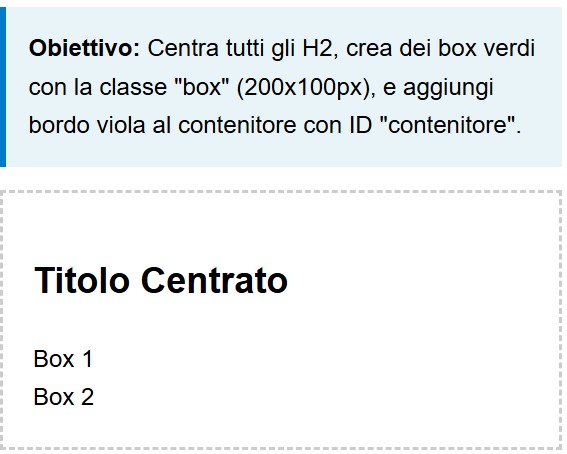 Obiettivo: Centra tutti gli H2, crea dei box verdi
con la classe "box" (200x100px), e aggiungi
bordo viola al contenitore con ID "contenitore".
Titolo Centrato
Box 1
Box 2